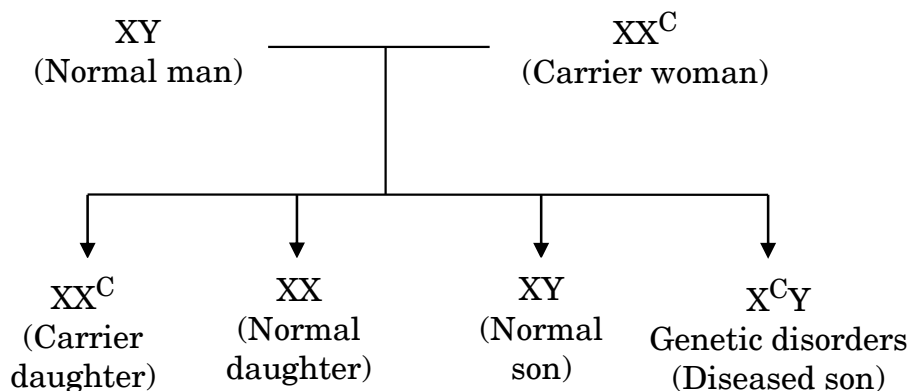 XY
(Normal man)
XX^C
(Carrier woman)
XX^C
(Carrier
daughter)
XX
(Normal
daughter)
XY
(Normal
son)
X^CY
Genetic disorders
(Diseased son)